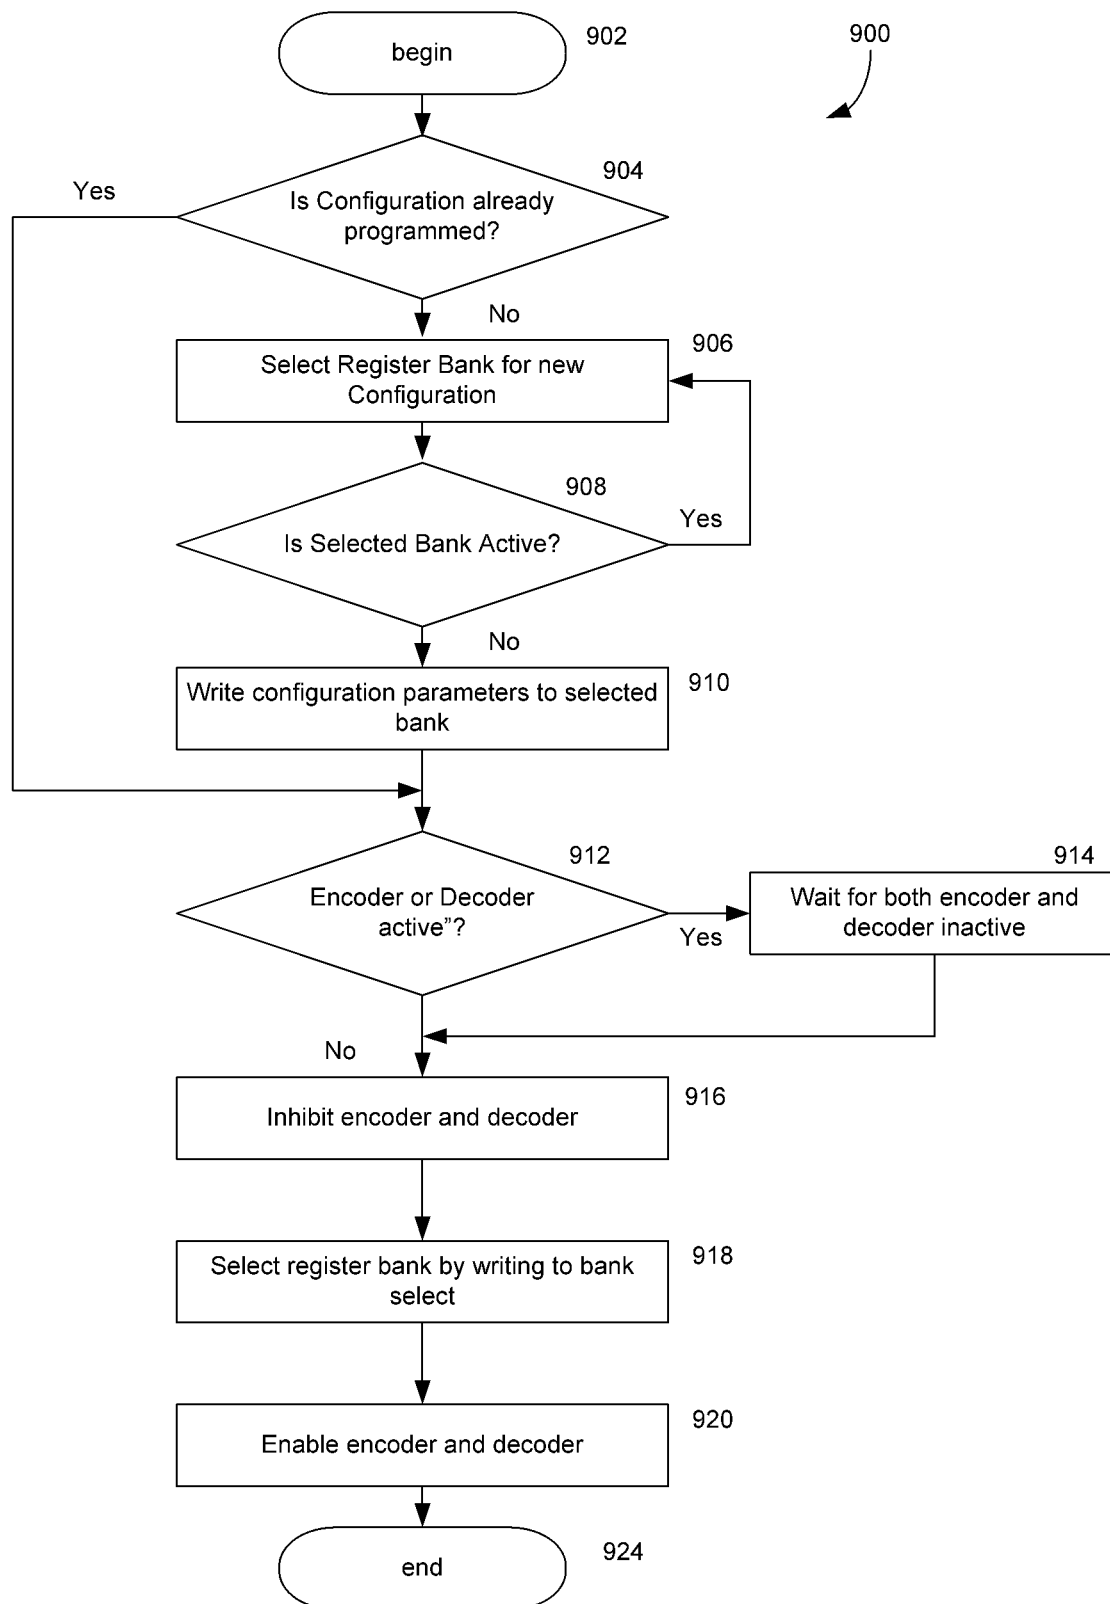 begin
902
900
904
Yes
Is Configuration already
programmed?
No
906
Select Register Bank for new
Configuration
908
Yes
Is Selected Bank Active?
No
910
Write configuration parameters to selected
bank
912
914
Encoder or Decoder
active”?
Yes
Wait for both encoder and
decoder inactive
No
916
Inhibit encoder and decoder
918
Select register bank by writing to bank
select
920
Enable encoder and decoder
end
924